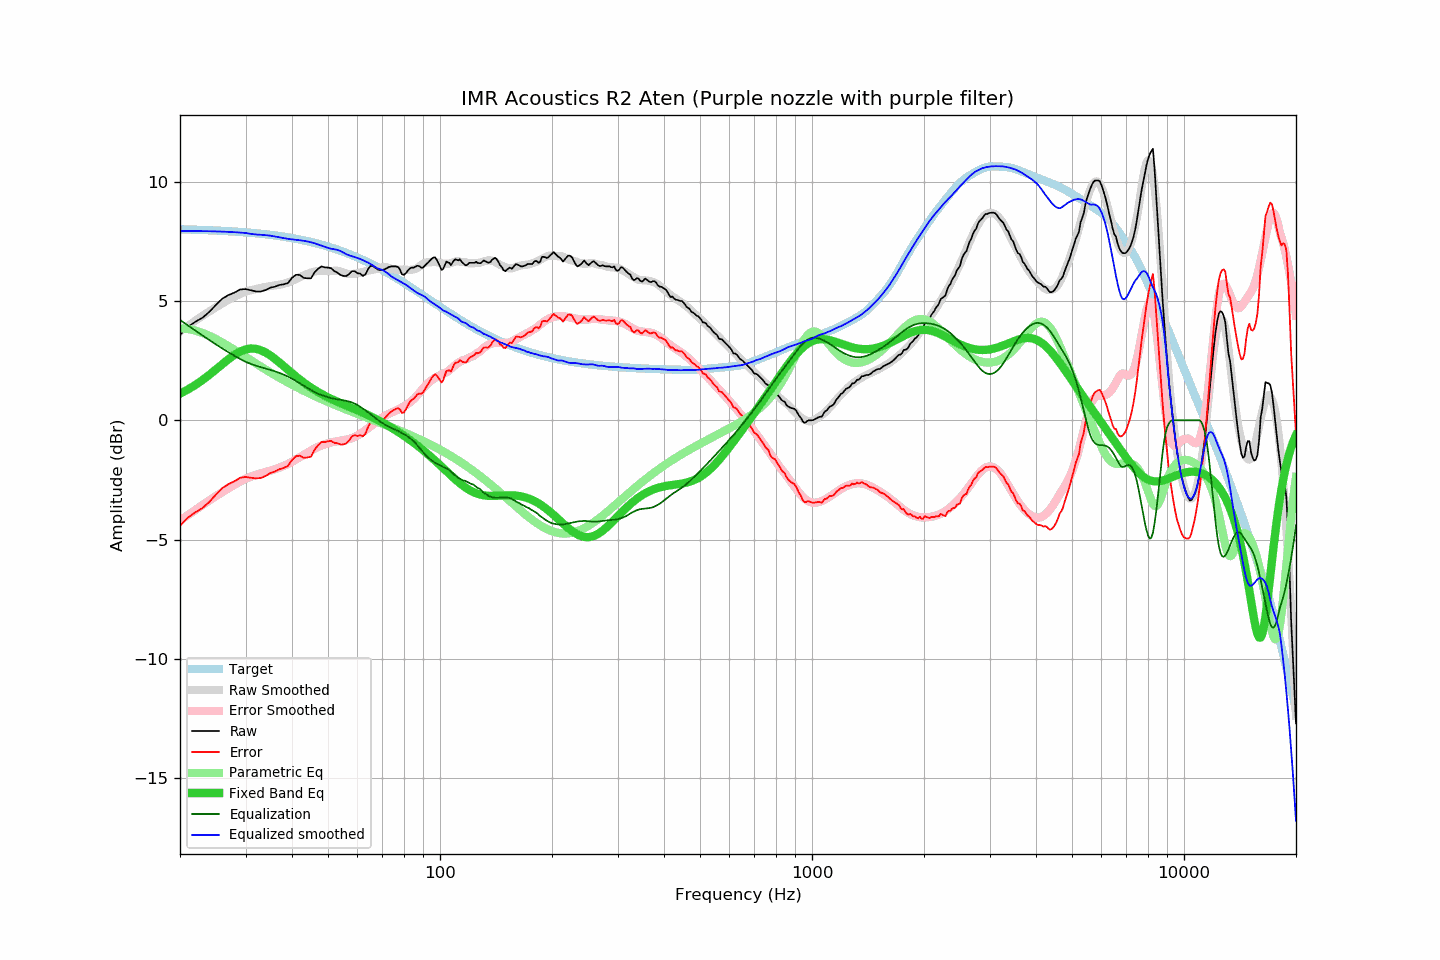 IMR Acoustics R2 Aten (Purple nozzle with purple filter)
Amplitude (dBr)
10
5
0
−5
−10
−15
Target
Raw Smoothed
Error Smoothed
Raw
Error
Parametric Eq
Fixed Band Eq
Equalization
Equalized smoothed
100
1000
10000
Frequency (Hz)